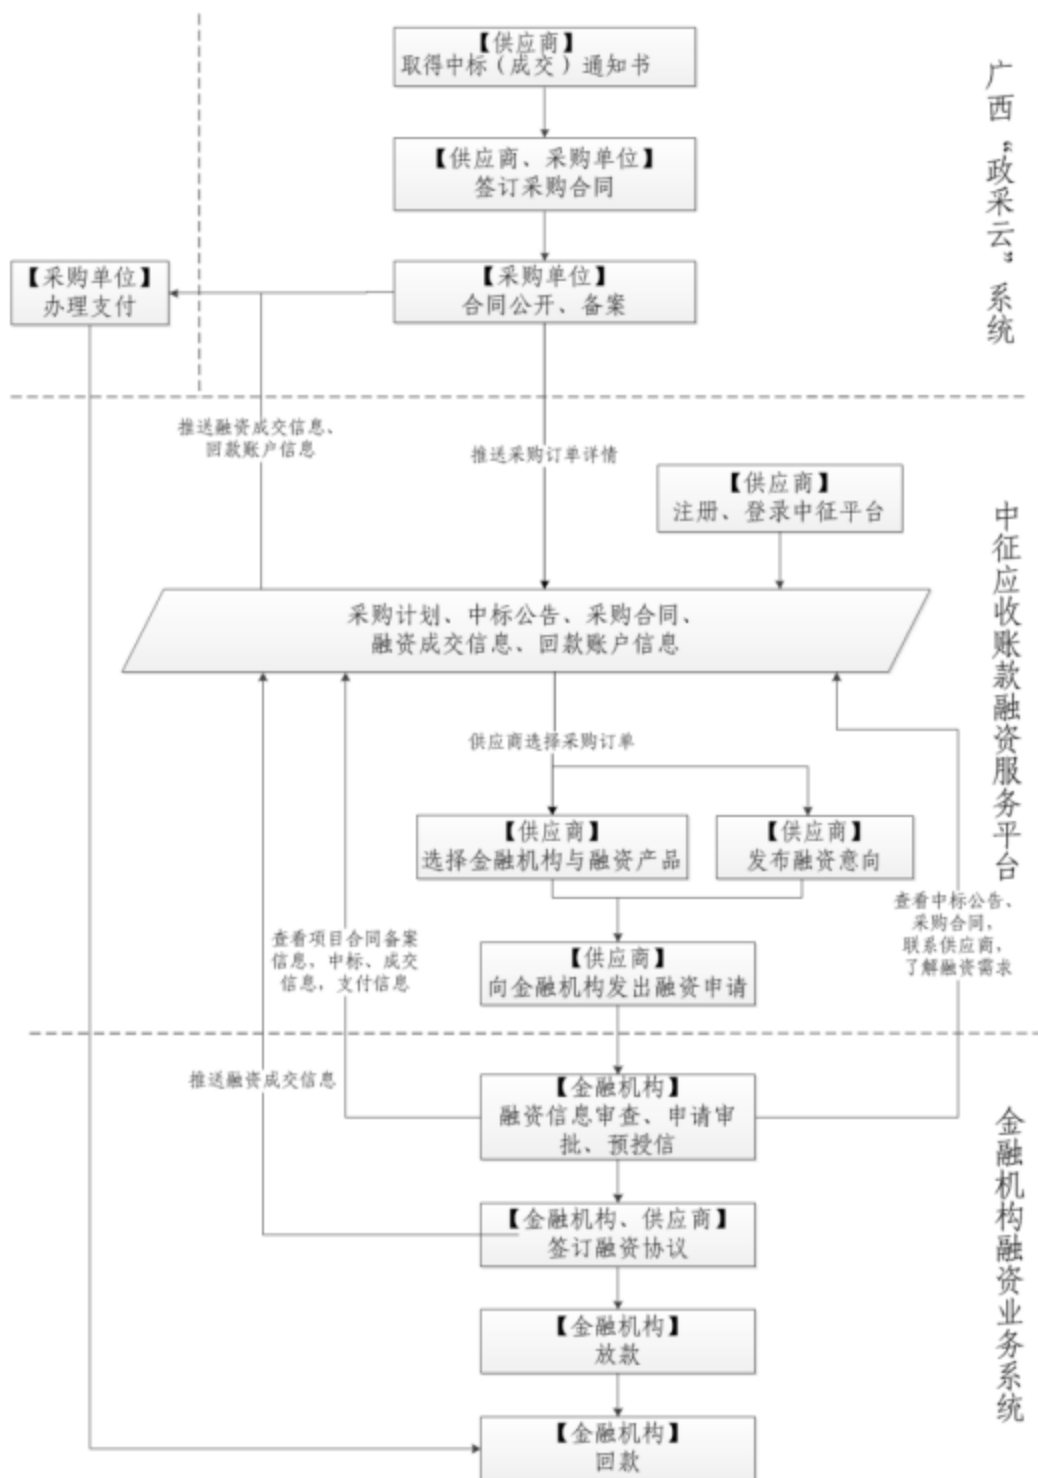 【供应商】
取得中标（成交）通知书
【供应商、采购单位】
签订采购合同
【采购单位】
办理支付
【采购单位】
合同公开、备案
广西“政采云”系统
推送融资成交信息、
回款账户信息
推送采购订单详情
【供应商】
注册、登录中征平台
采购计划、中标公告、采购合同、
融资成交信息、回款账户信息
中征应收账款融资服务平台
供应商选择采购订单
【供应商】
选择金融机构与融资产品
【供应商】
发布融资意向
查看中标公告、
采购合同，
联系供应商，
了解融资需求
查看项目合同备案
信息，中标、成交
信息，支付信息
【供应商】
向金融机构发出融资申请
推送融资成交信息
【金融机构】
融资信息审查、申请审
批、预授信
金融机构融资业务系统
【金融机构、供应商】
签订融资协议
【金融机构】
放款
【金融机构】
回款